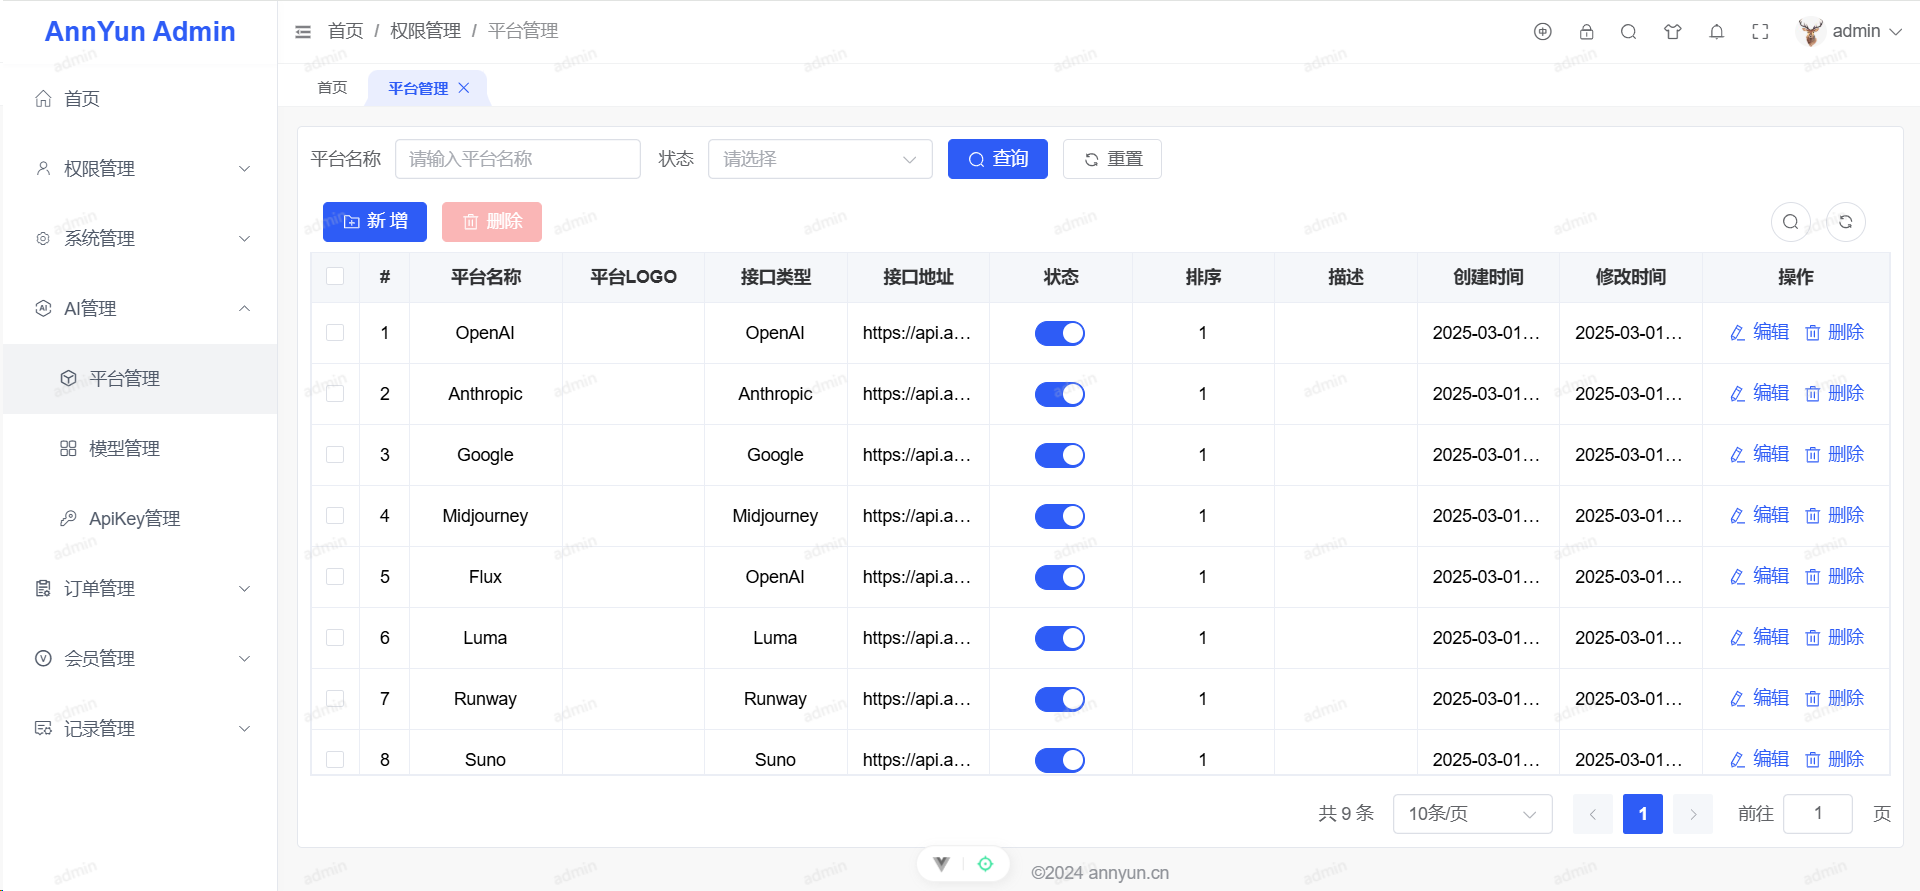 AnnYun Admin
首页 / 权限管理 / 平台管理
admin
首页
平台管理
首页
权限管理
系统管理
AI管理
平台管理
模型管理
ApiKey管理
订单管理
会员管理
记录管理
平台名称 请输入平台名称 状态 请选择 查询 重置
新增 删除
# 平台名称 平台LOGO 接口类型 接口地址 状态 排序 描述 创建时间 修改时间 操作
1 OpenAI OpenAI https://api.a… 1 2025-03-01… 2025-03-01… 编辑 删除
2 Anthropic Anthropic https://api.a… 1 2025-03-01… 2025-03-01… 编辑 删除
3 Google Google https://api.a… 1 2025-03-01… 2025-03-01… 编辑 删除
4 Midjourney Midjourney https://api.a… 1 2025-03-01… 2025-03-01… 编辑 删除
5 Flux OpenAI https://api.a… 1 2025-03-01… 2025-03-01… 编辑 删除
6 Luma Luma https://api.a… 1 2025-03-01… 2025-03-01… 编辑 删除
7 Runway Runway https://api.a… 1 2025-03-01… 2025-03-01… 编辑 删除
8 Suno Suno https://api.a… 1 2025-03-01… 2025-03-01… 编辑 删除
共 9 条 10条/页 1 前往 1 页
©2024 annyun.cn